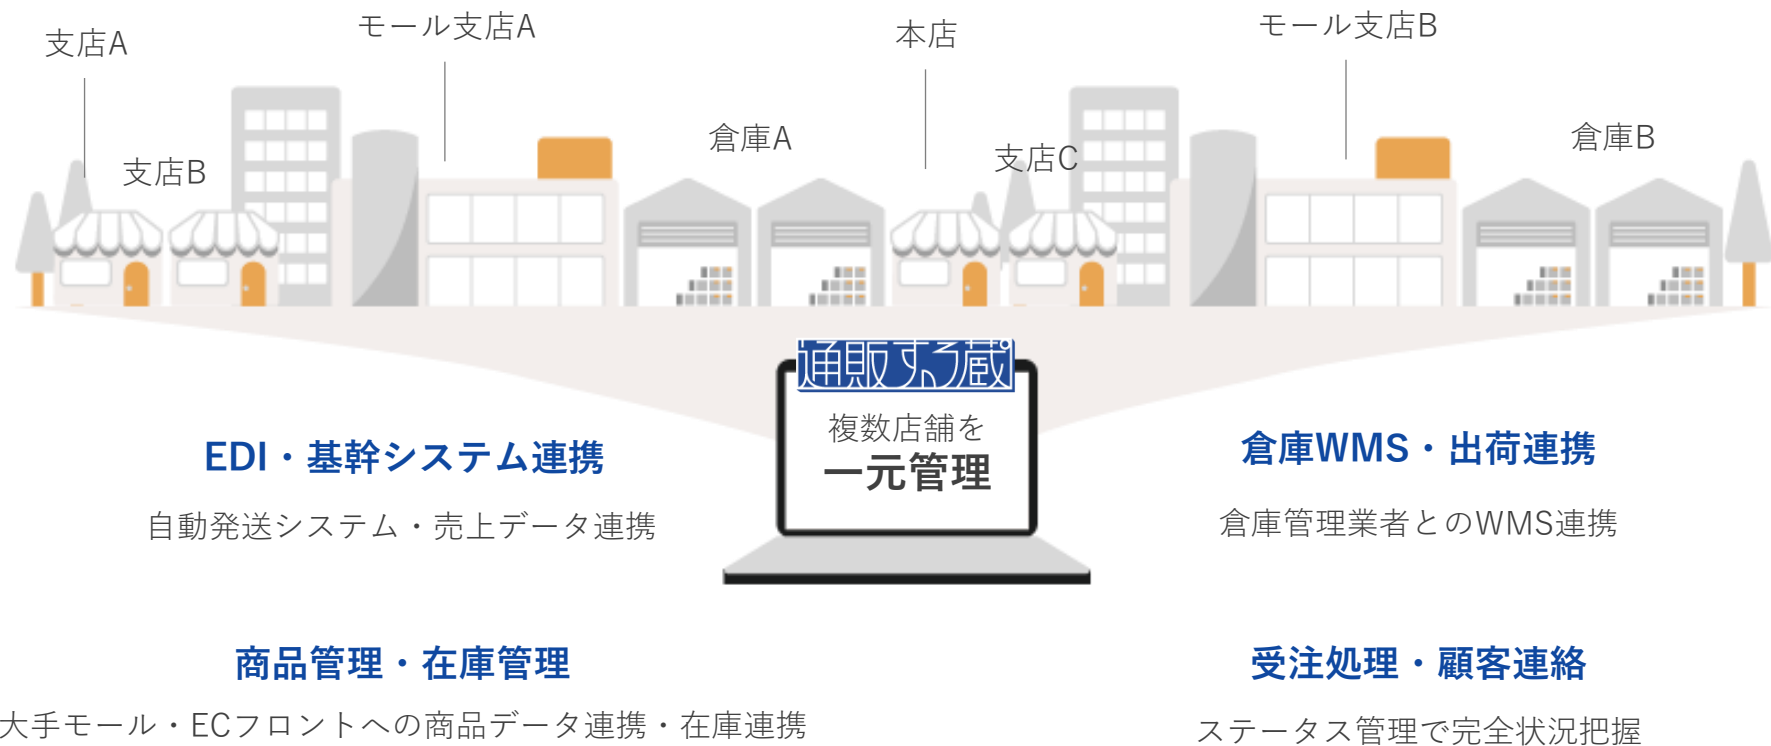 支店A
モール支店A
本店
モール支店B
支店B
倉庫A
支店C
倉庫B
通販する蔵
複数店舗を
一元管理
EDI・基幹システム連携
自動発送システム・売上データ連携
倉庫WMS・出荷連携
倉庫管理業者とのWMS連携
商品管理・在庫管理
大手モール・ECフロントへの商品データ連携・在庫連携
受注処理・顧客連絡
ステータス管理で完全状況把握